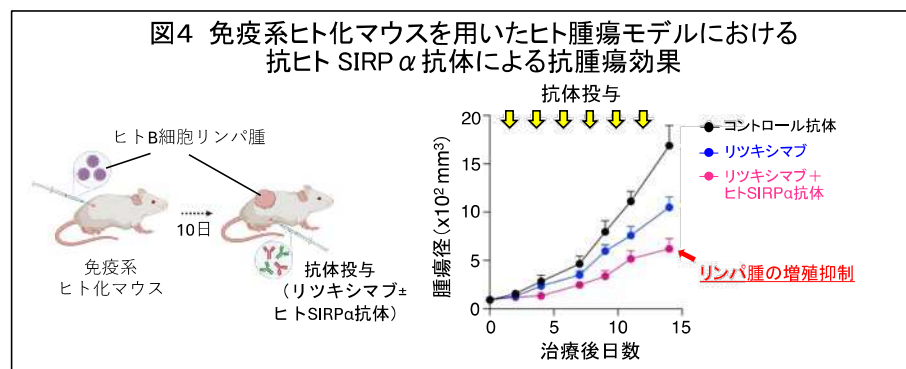 図4 免疫系ヒト化マウスを用いたヒト腫瘍モデルにおける
抗ヒト SIRPα抗体による抗腫瘍効果
ヒトB細胞リンパ腫
10日
免疫系
ヒト化マウス
抗体投与
（リツキシマブ±
ヒトSIRPα抗体）
抗体投与
腫瘍径(x10² mm³)
20
15
10
5
0
0
5
10
15
治療後日数
コントロール抗体
リツキシマブ
リツキシマブ＋
ヒトSIRPα抗体
リンパ腫の増殖抑制